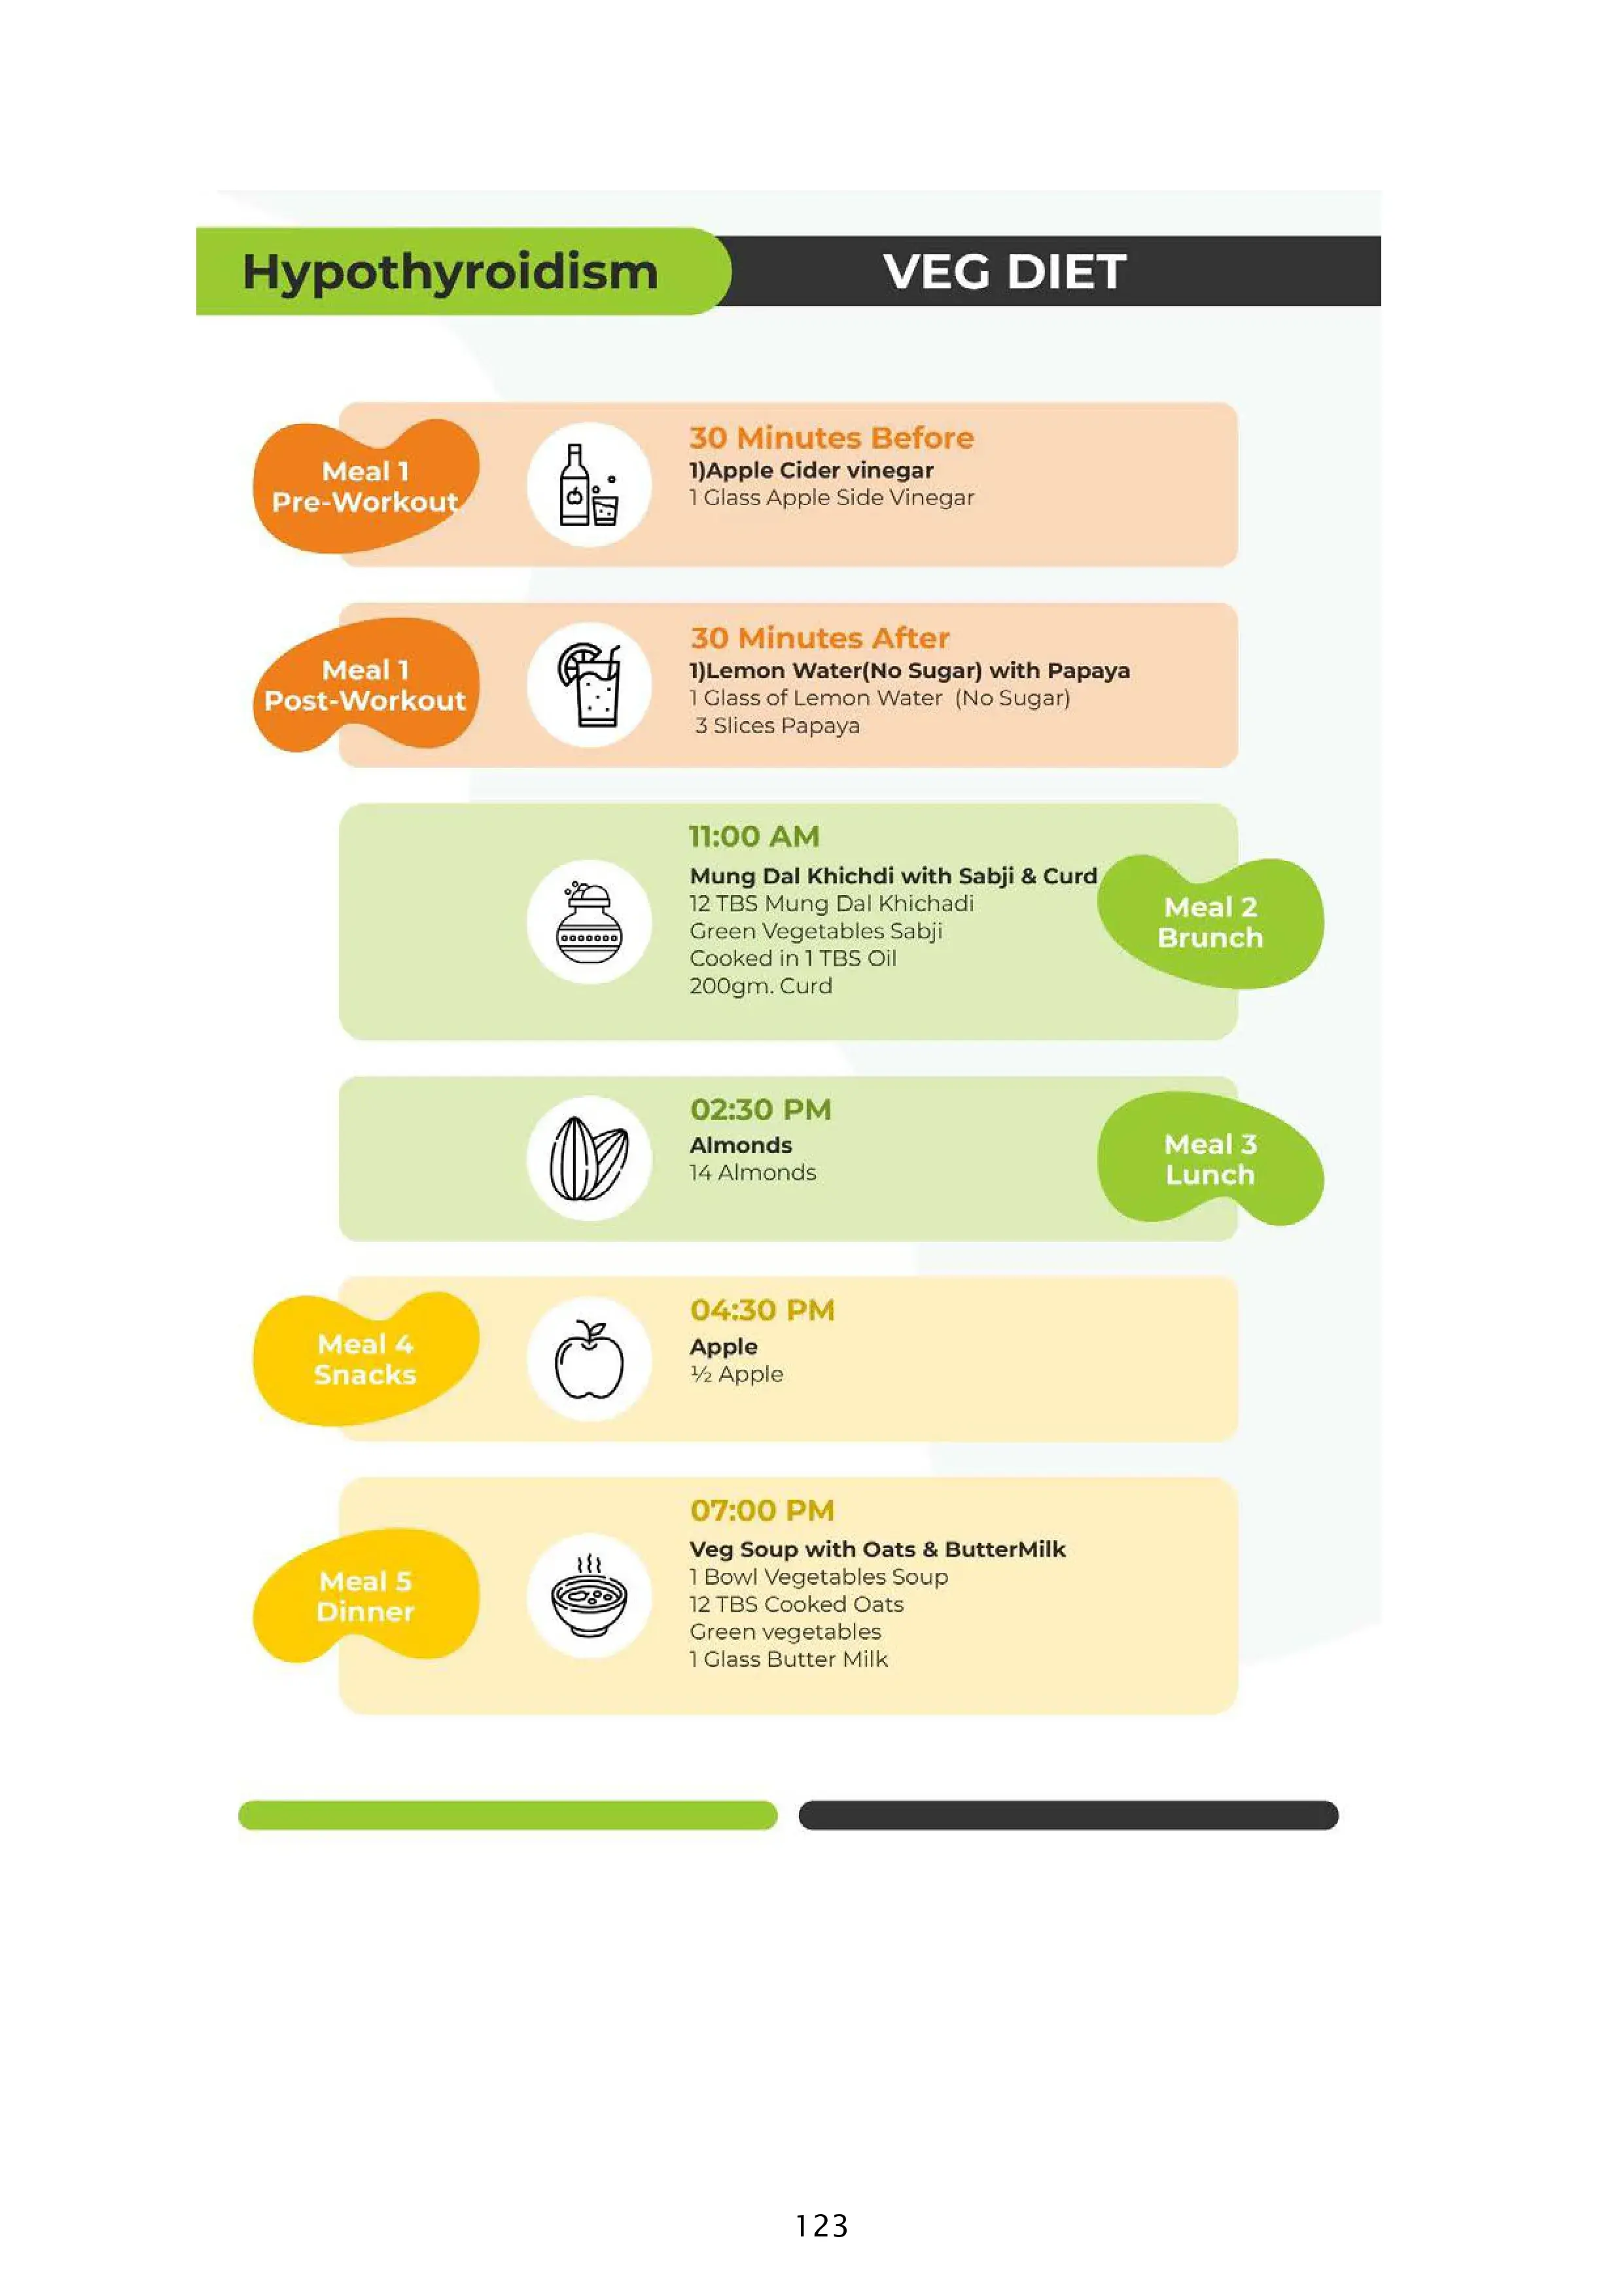 Hypothyroidism
VEG DIET
Meal 1
Pre-Workout
30 Minutes Before
1)Apple Cider vinegar
1 Glass Apple Side Vinegar
Meal 1
Post-Workout
30 Minutes After
1)Lemon Water(No Sugar) with Papaya
1 Glass of Lemon Water (No Sugar)
3 Slices Papaya
11:00 AM
Mung Dal Khichdi with Sabji & Curd
12 TBS Mung Dal Khichadi
Green Vegetables Sabji
Cooked in 1 TBS Oil
200gm. Curd
Meal 2
Brunch
02:30 PM
Almonds
14 Almonds
Meal 3
Lunch
Meal 4
Snacks
04:30 PM
Apple
½ Apple
Meal 5
Dinner
07:00 PM
Veg Soup with Oats & ButterMilk
1 Bowl Vegetables Soup
12 TBS Cooked Oats
Green vegetables
1 Glass Butter Milk
123